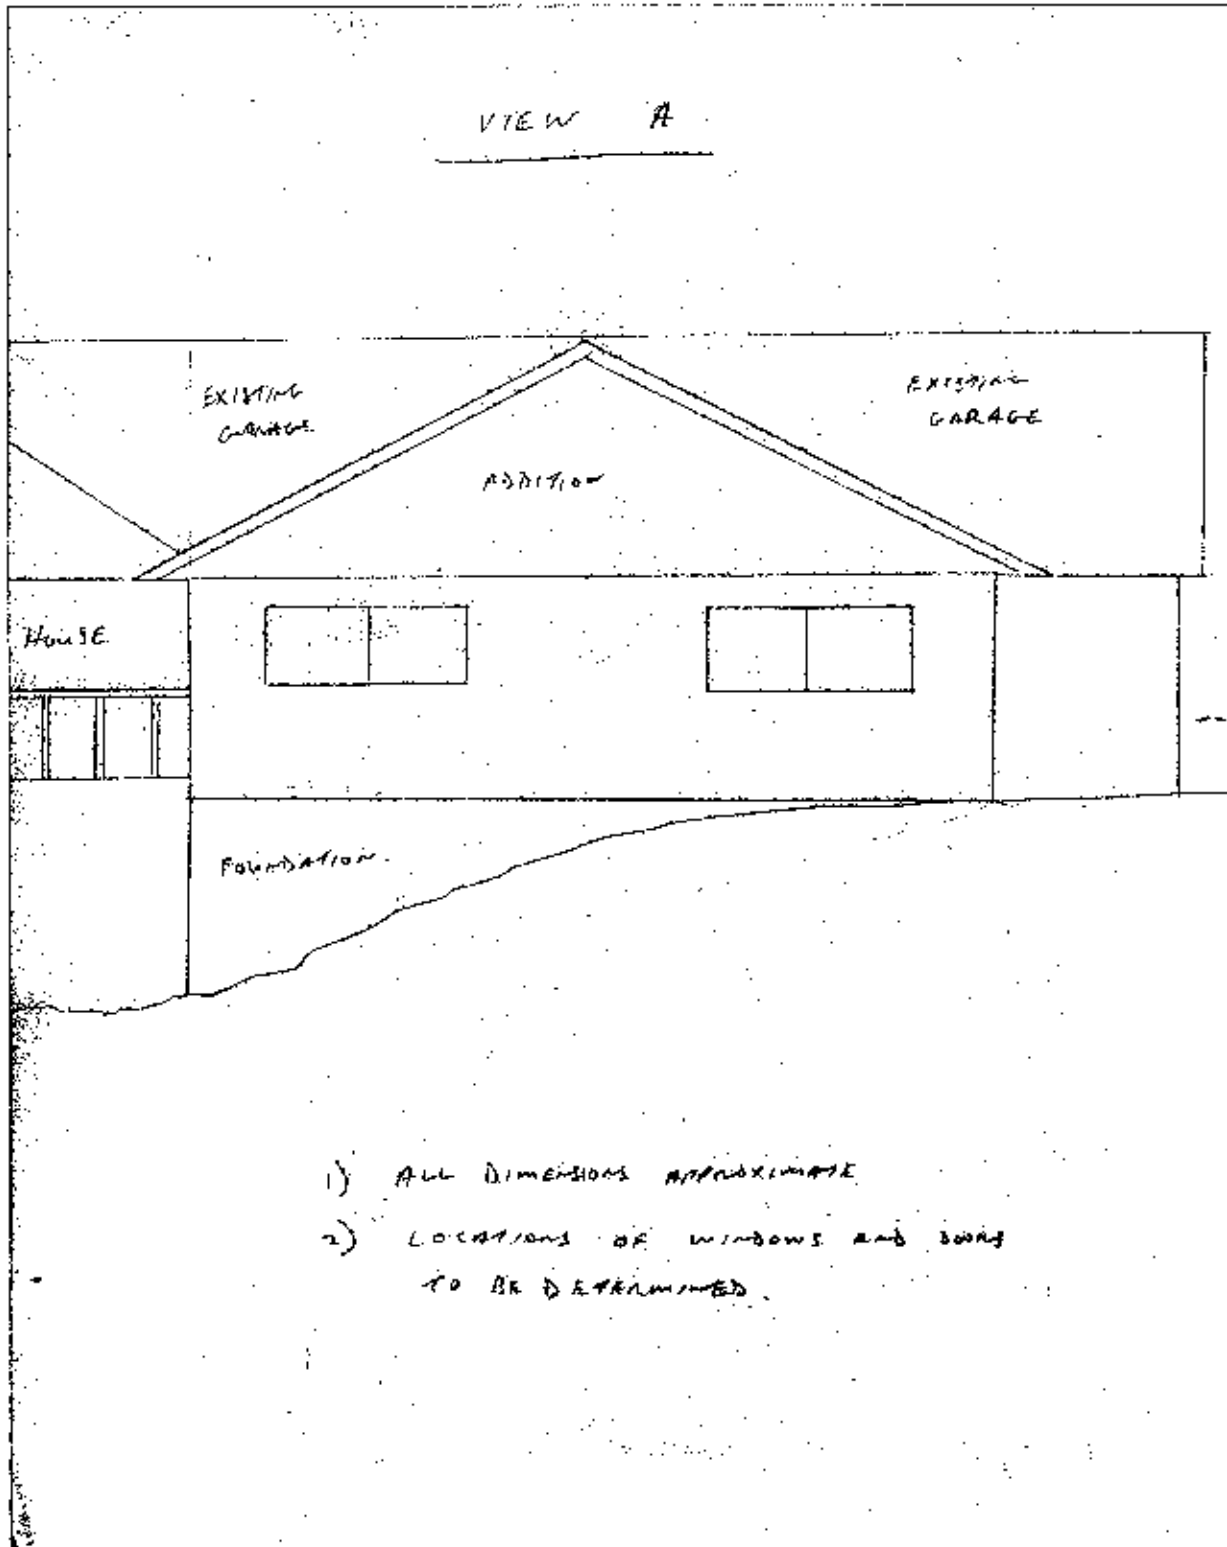 VIEW A
EXISTING
GARAGE
EXISTING
GARAGE
ADDITION
HOUSE
FOUNDATION.
1) ALL DIMENSIONS APPROXIMATE
2) LOCATIONS OF WINDOWS AND DOORS
TO BE DETERMINED.